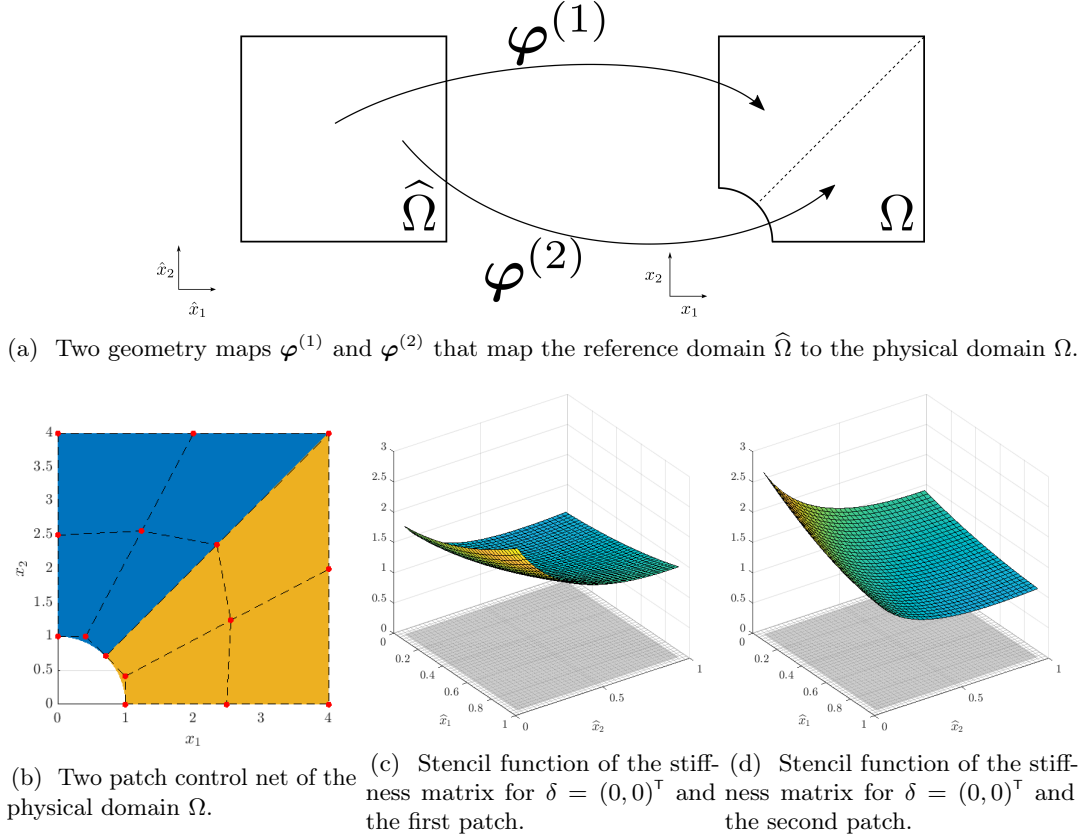 φ(1)
Ω̂
Ω
φ(2)
x̂2
x̂1
x2
x1
(a) Two geometry maps φ(1) and φ(2) that map the reference domain Ω̂ to the physical domain Ω.
4
3.5
3
2.5
2
1.5
1
0.5
0
x2
0
1
2
3
4
x1
3
2.5
2
1.5
1
0.5
0
0
0.2
0.4
0.6
0.8
1
x̂1
0
0.5
1
x̂2
3
2.5
2
1.5
1
0.5
0
0
0.2
0.4
0.6
0.8
1
x̂1
0
0.5
1
x̂2
(b) Two patch control net of the
physical domain Ω.
(c) Stencil function of the stiff-
ness matrix for δ = (0, 0)ᵀ and
the first patch.
(d) Stencil function of the stiff-
ness matrix for δ = (0, 0)ᵀ and
the second patch.